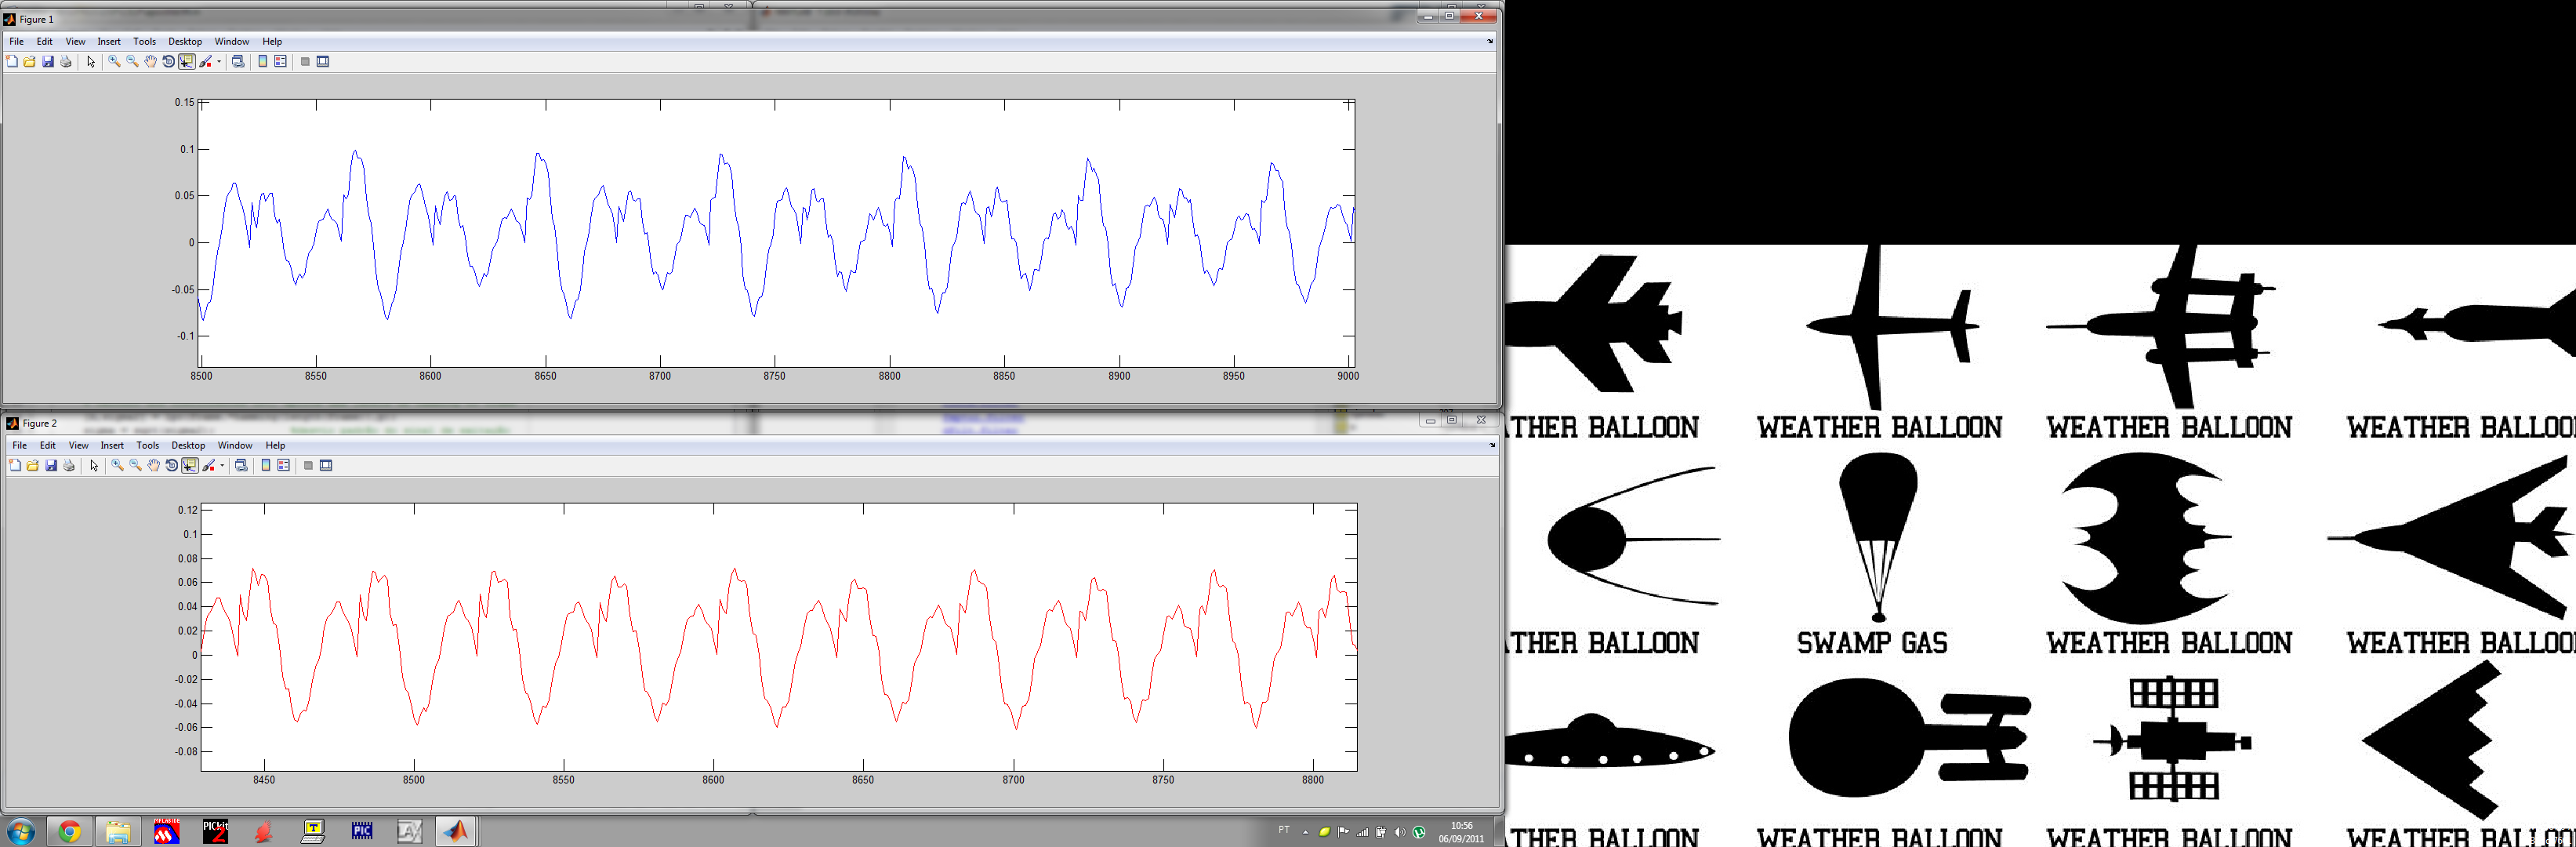 Figure 1
File Edit View Insert Tools Desktop Window Help
0.15
0.1
0.05
0
-0.05
-0.1
8500 8550 8600 8650 8700 8750 8800 8850 8900 8950 9000
Figure 2
File Edit View Insert Tools Desktop Window Help
0.12
0.1
0.08
0.06
0.04
0.02
0
-0.02
-0.04
-0.06
-0.08
8450 8500 8550 8600 8650 8700 8750 8800
THER BALLOON WEATHER BALLOON WEATHER BALLOON WEATHER BALLOO
THER BALLOON SWAMP GAS WEATHER BALLOON WEATHER BALLOO
THER BALLOON WEATHER BALLOON WEATHER BALLOON WEATHER
PICkit 2
PIC
PT
10:56
06/09/2011